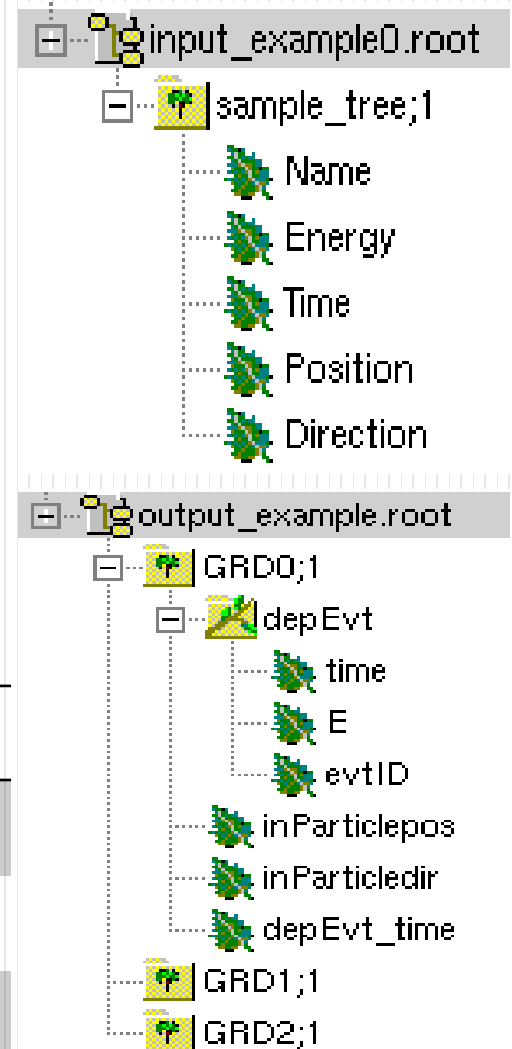 input_example0.root
sample_tree;1
Name
Energy
Time
Position
Direction
output_example.root
GRD0;1
depEvt
time
E
evtID
inParticlepos
inParticledir
depEvt_time
GRD1;1
GRD2;1